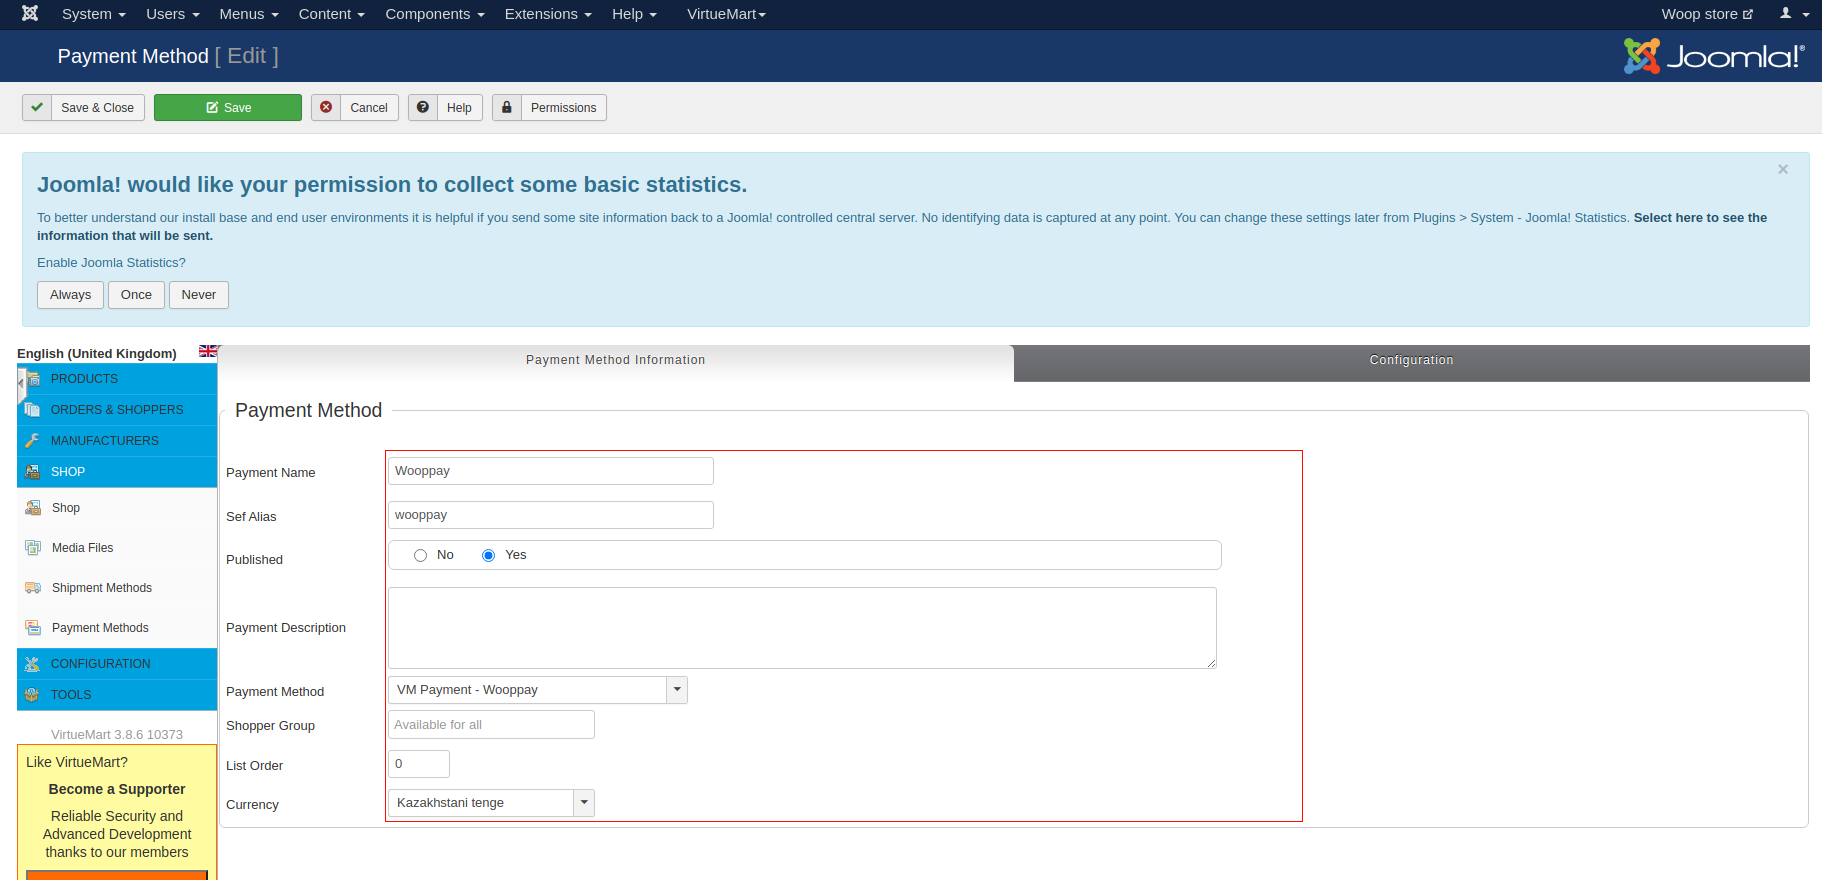 System Users Menus Content Components Extensions Help VirtueMart Woop store
Payment Method [ Edit ]
Joomla!®
Save & Close Save Cancel Help Permissions
×
Joomla! would like your permission to collect some basic statistics.
To better understand our install base and end user environments it is helpful if you send some site information back to a Joomla! controlled central server. No identifying data is captured at any point. You can change these settings later from Plugins > System - Joomla! Statistics. Select here to see the
information that will be sent.
Enable Joomla Statistics?
Always Once Never
English (United Kingdom)
PRODUCTS
ORDERS & SHOPPERS
MANUFACTURERS
SHOP
Shop
Media Files
Shipment Methods
Payment Methods
CONFIGURATION
TOOLS
VirtueMart 3.8.6 10373
Like VirtueMart?
Become a Supporter
Reliable Security and
Advanced Development
thanks to our members
Payment Method Information Configuration
Payment Method
Payment Name Wooppay
Sef Alias wooppay
Published No Yes
Payment Description
Payment Method VM Payment - Wooppay
Shopper Group Available for all
List Order 0
Currency Kazakhstani tenge